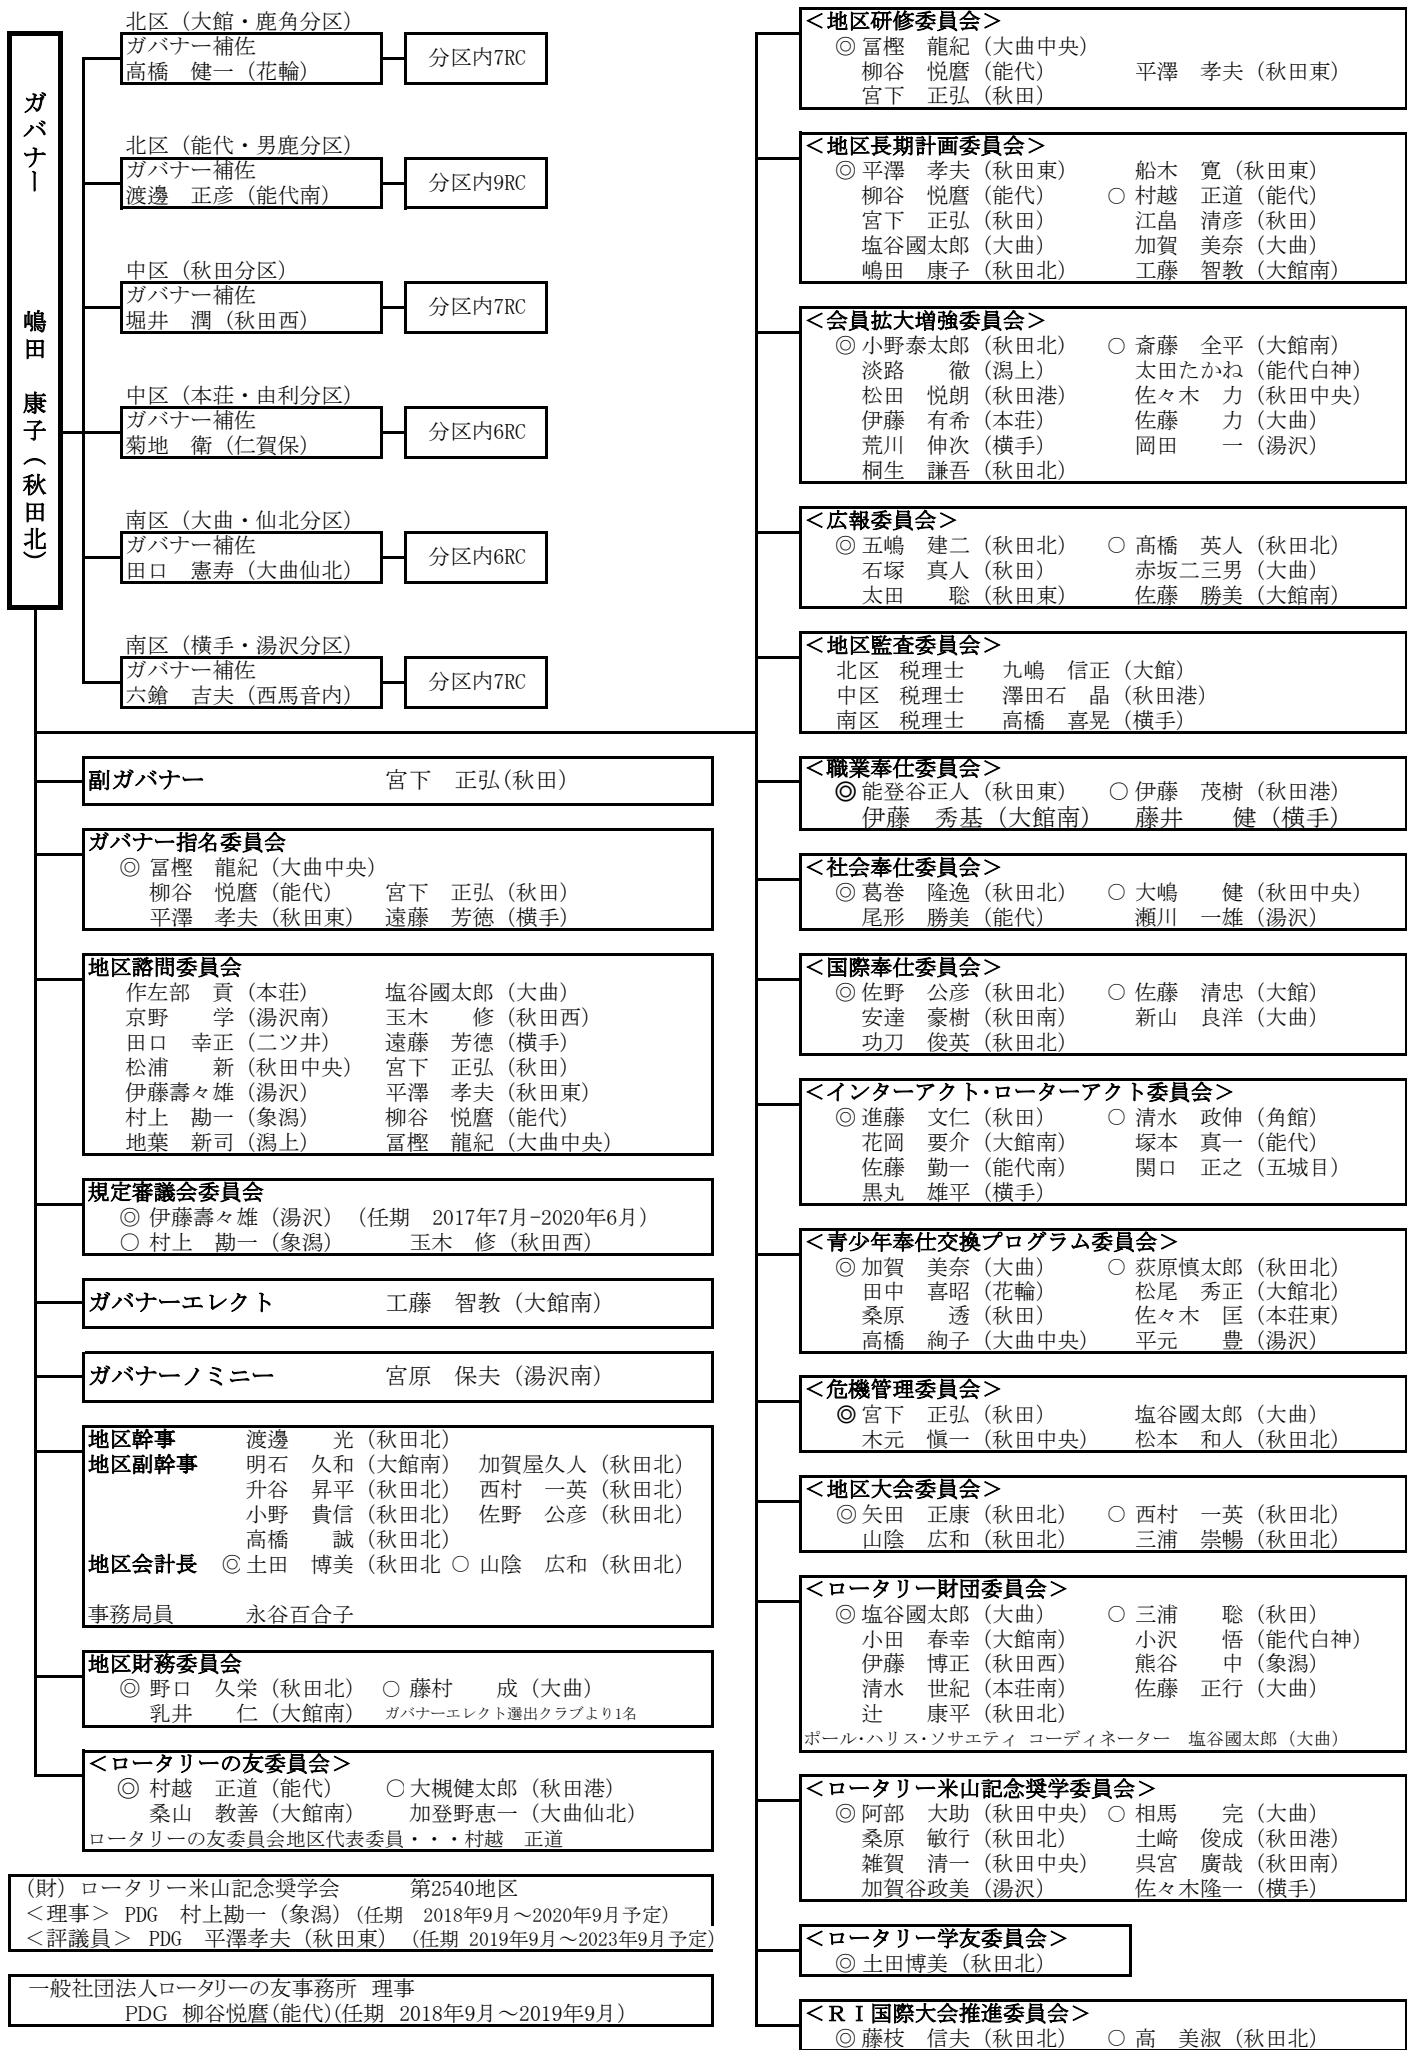 ガバナー　嶋田　康子（秋田北）
北区（大館・鹿角分区）
ガバナー補佐
高橋　健一（花輪）
分区内7RC
北区（能代・男鹿分区）
ガバナー補佐
渡邊　正彦（能代南）
分区内9RC
中区（秋田分区）
ガバナー補佐
堀井　潤（秋田西）
分区内7RC
中区（本荘・由利分区）
ガバナー補佐
菊地　衛（仁賀保）
分区内6RC
南区（大曲・仙北分区）
ガバナー補佐
田口　憲寿（大曲仙北）
分区内6RC
南区（横手・湯沢分区）
ガバナー補佐
六鎗　吉夫（西馬音内）
分区内7RC
副ガバナー　宮下　正弘(秋田）
ガバナー指名委員会
◎ 冨樫　龍紀（大曲中央）
柳谷　悦麿（能代）　宮下　正弘（秋田）
平澤　孝夫（秋田東）　遠藤　芳徳（横手）
地区諮問委員会
作左部　貢（本荘）　塩谷國太郎（大曲）
京野　学（湯沢南）　玉木　修（秋田西）
田口　幸正（二ツ井）　遠藤　芳德（横手）
松浦　新（秋田中央）　宮下　正弘（秋田）
伊藤壽々雄（湯沢）　平澤　孝夫（秋田東）
村上　勘一（象潟）　柳谷　悦麿（能代）
地葉　新司（潟上）　冨樫　龍紀（大曲中央）
規定審議会委員会
◎ 伊藤壽々雄（湯沢）（任期　2017年7月-2020年6月）
○ 村上　勘一（象潟）　玉木　修（秋田西）
ガバナーエレクト　工藤　智教（大館南）
ガバナーノミニー　宮原　保夫（湯沢南）
地区幹事　渡邊　光（秋田北）
地区副幹事　明石　久和（大館南）　加賀屋久人（秋田北）
升谷　昇平（秋田北）　西村　一英（秋田北）
小野　貴信（秋田北）　佐野　公彦（秋田北）
高橋　誠（秋田北）
地区会計長　◎ 土田　博美（秋田北　○ 山陰　広和（秋田北）
事務局員　永谷百合子
地区財務委員会
◎ 野口　久栄（秋田北）　○ 藤村　成（大曲）
乳井　仁（大館南）　ガバナーエレクト選出クラブより1名
＜ロータリーの友委員会＞
◎ 村越　正道（能代）　○ 大槻健太郎（秋田港）
桑山　教善（大館南）　加登野恵一（大曲仙北）
ロータリーの友委員会地区代表委員・・・村越　正道
（財）ロータリー米山記念奨学会　第2540地区
＜理事＞ PDG　村上勘一（象潟）（任期　2018年9月～2020年9月予定）
＜評議員＞ PDG　平澤孝夫（秋田東）（任期 2019年9月～2023年9月予定）
一般社団法人ロータリーの友事務所 理事
PDG 柳谷悦麿(能代)(任期　2018年9月～2019年9月）
＜地区研修委員会＞
◎ 冨樫　龍紀（大曲中央）
柳谷　悦麿（能代）　平澤　孝夫（秋田東）
宮下　正弘（秋田）
＜地区長期計画委員会＞
◎ 平澤　孝夫（秋田東）　船木　寛（秋田東）
柳谷　悦麿（能代）　○ 村越　正道（能代）
宮下　正弘（秋田）　江畠　清彦（秋田）
塩谷國太郎（大曲）　加賀　美奈（大曲）
嶋田　康子（秋田北）　工藤　智教（大館南）
＜会員拡大増強委員会＞
◎ 小野泰太郎（秋田北）　○ 斎藤　全平（大館南）
淡路　徹（潟上）　太田たかね（能代白神）
松田　悦朗（秋田港）　佐々木　力（秋田中央）
伊藤　有希（本荘）　佐藤　力（大曲）
荒川　伸次（横手）　岡田　一（湯沢）
桐生　謙吾（秋田北）
＜広報委員会＞
◎ 五嶋　建二（秋田北）　○ 髙橋　英人（秋田北）
石塚　真人（秋田）　赤坂二三男（大曲）
太田　聡（秋田東）　佐藤　勝美（大館南）
＜地区監査委員会＞
北区　税理士　九嶋　信正（大館）
中区　税理士　澤田石　晶（秋田港）
南区　税理士　高橋　喜晃（横手）
＜職業奉仕委員会＞
◎ 能登谷正人（秋田東）　○ 伊藤　茂樹（秋田港）
伊藤　秀基（大館南）　藤井　健（横手）
＜社会奉仕委員会＞
◎ 葛巻　隆逸（秋田北）　○ 大嶋　健（秋田中央）
尾形　勝美（能代）　瀬川　一雄（湯沢）
＜国際奉仕委員会＞
◎ 佐野　公彦（秋田北）　○ 佐藤　清忠（大館）
安達　豪樹（秋田南）　新山　良洋（大曲）
功刀　俊英（秋田北）
＜インターアクト・ローターアクト委員会＞
◎ 進藤　文仁（秋田）　○ 清水　政伸（角館）
花岡　要介（大館南）　塚本　真一（能代）
佐藤　勤一（能代南）　関口　正之（五城目）
黒丸　雄平（横手）
＜青少年奉仕交換プログラム委員会＞
◎ 加賀　美奈（大曲）　○ 荻原慎太郎（秋田北）
田中　喜昭（花輪）　松尾　秀正（大館北）
桑原　透（秋田）　佐々木　匡（本荘東）
高橋　絢子（大曲中央）　平元　豊（湯沢）
＜危機管理委員会＞
◎ 宮下　正弘（秋田）　塩谷國太郎（大曲）
木元　愼一（秋田中央）　松本　和人（秋田北）
＜地区大会委員会＞
◎ 矢田　正康（秋田北）　○ 西村　一英（秋田北）
山陰　広和（秋田北）　三浦　崇暢（秋田北）
＜ロータリー財団委員会＞
◎ 塩谷國太郎（大曲）　○ 三浦　聡（秋田）
小田　春幸（大館南）　小沢　悟（能代白神）
伊藤　博正（秋田西）　熊谷　中（象潟）
清水　世紀（本荘南）　佐藤　正行（大曲）
辻　康平（秋田北）
ポール・ハリス・ソサエティ コーディネーター　塩谷國太郎（大曲）
＜ロータリー米山記念奨学委員会＞
◎ 阿部　大助（秋田中央）　○ 相馬　完（大曲）
桑原　敏行（秋田北）　土﨑　俊成（秋田港）
雑賀　清一（秋田中央）　呉宮　廣哉（秋田南）
加賀谷政美（湯沢）　佐々木隆一（横手）
＜ロータリー学友委員会＞
◎ 土田博美（秋田北）
＜ＲＩ国際大会推進委員会＞
◎ 藤枝　信夫（秋田北）　○ 高　美淑（秋田北）